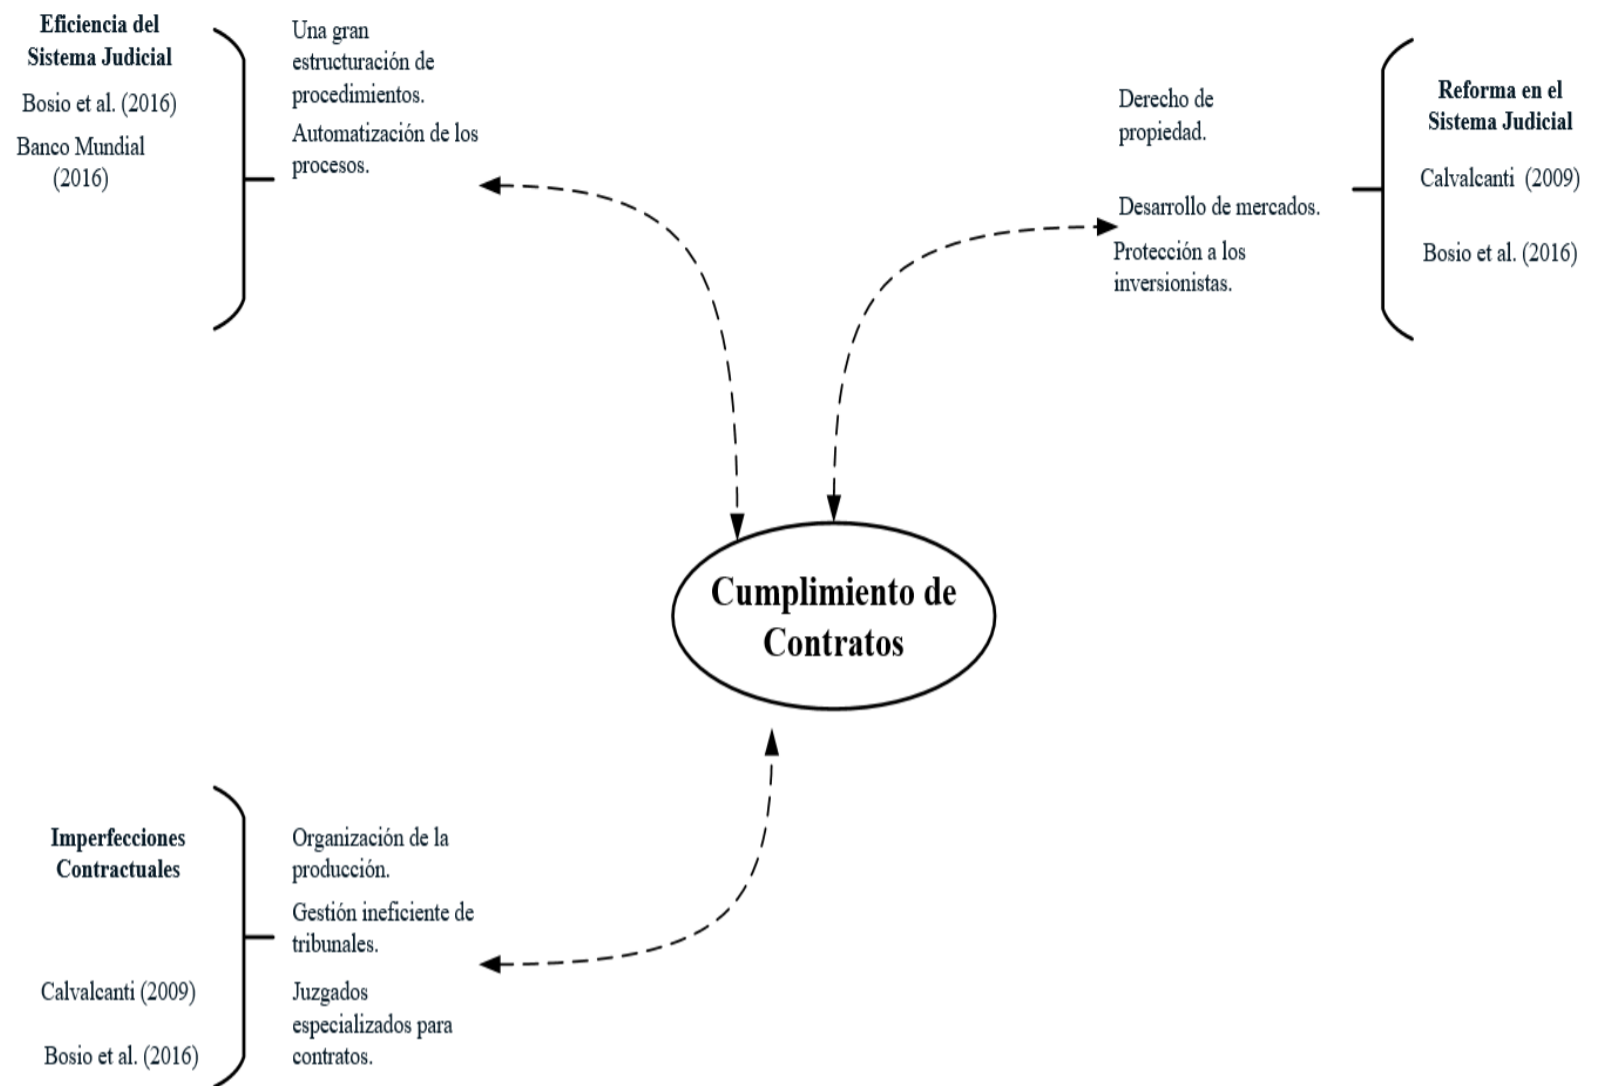 Eficiencia del
Sistema Judicial
Bosio et al. (2016)
Banco Mundial
(2016)
Una gran
estructuración de
procedimientos.
Automatización de los
procesos.
Derecho de
propiedad.
Desarrollo de mercados.
Protección a los
inversionistas.
Reforma en el
Sistema Judicial
Calvalcanti (2009)
Bosio et al. (2016)
Cumplimiento de
Contratos
Imperfecciones
Contractuales
Calvalcanti (2009)
Bosio et al. (2016)
Organización de la
producción.
Gestión ineficiente de
tribunales.
Juzgados
especializados para
contratos.